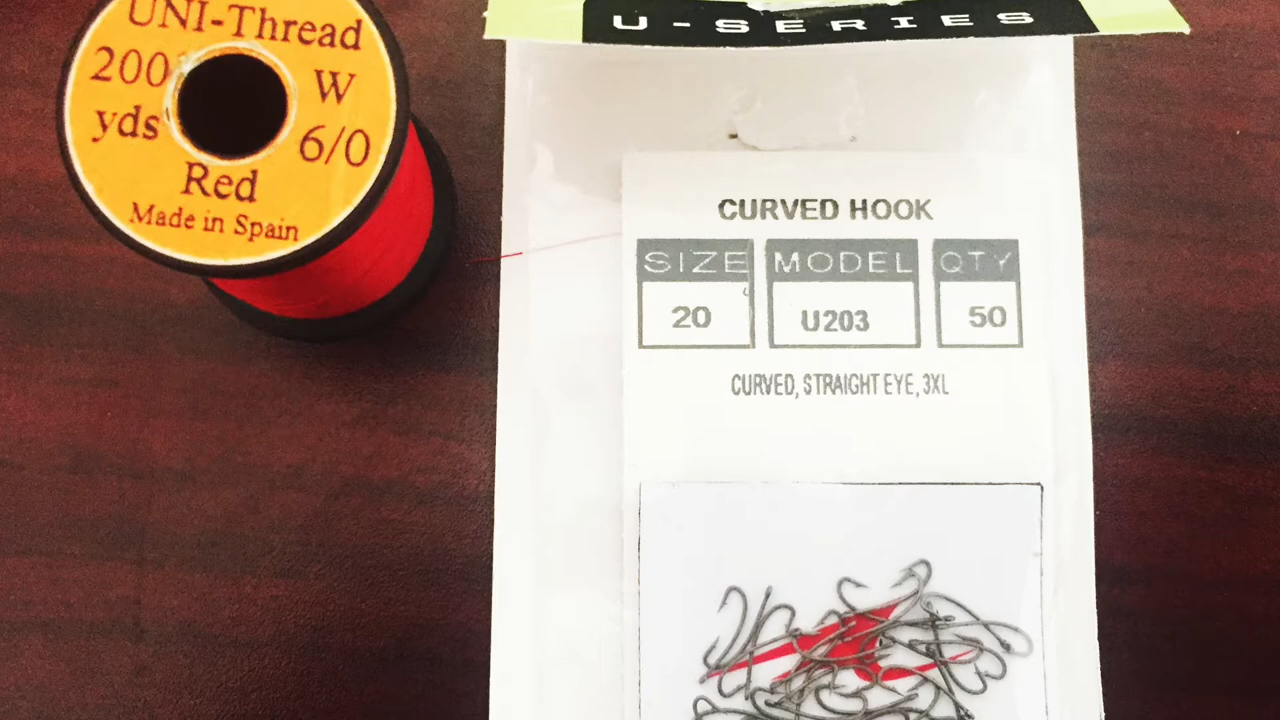 UNI-Thread
200 W
yds 6/0
Red
Made in Spain
U-SERIES
CURVED HOOK
SIZE MODEL QTY
20 U203 50
CURVED, STRAIGHT EYE, 3XL